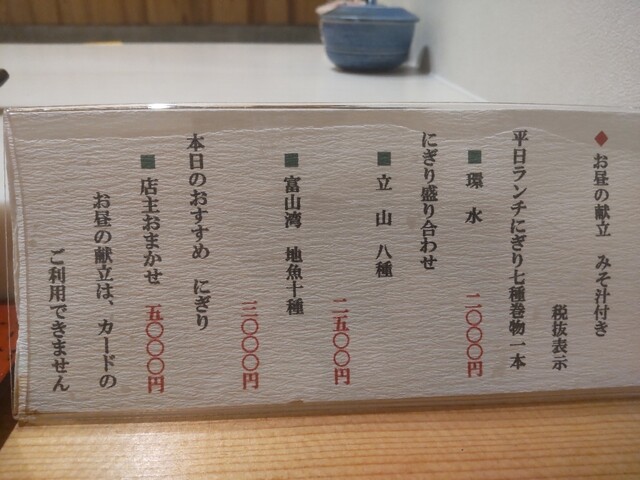 ◆お昼の献立　みそ汁付き
税抜表示
平日ランチにぎり七種巻物一本
■環　水　二〇〇〇円
にぎり盛り合わせ
■立　山　八種
二五〇〇円
■富山湾　地魚十種
三〇〇〇円
本日のおすすめ　にぎり
■店主おまかせ　五〇〇〇円
お昼の献立は、カードの
ご利用できません